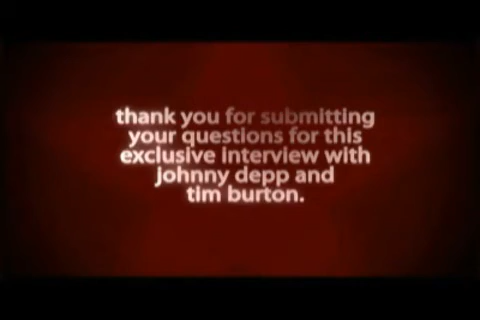 thank you for submitting
your questions for this
exclusive interview with
johnny depp and
tim burton.